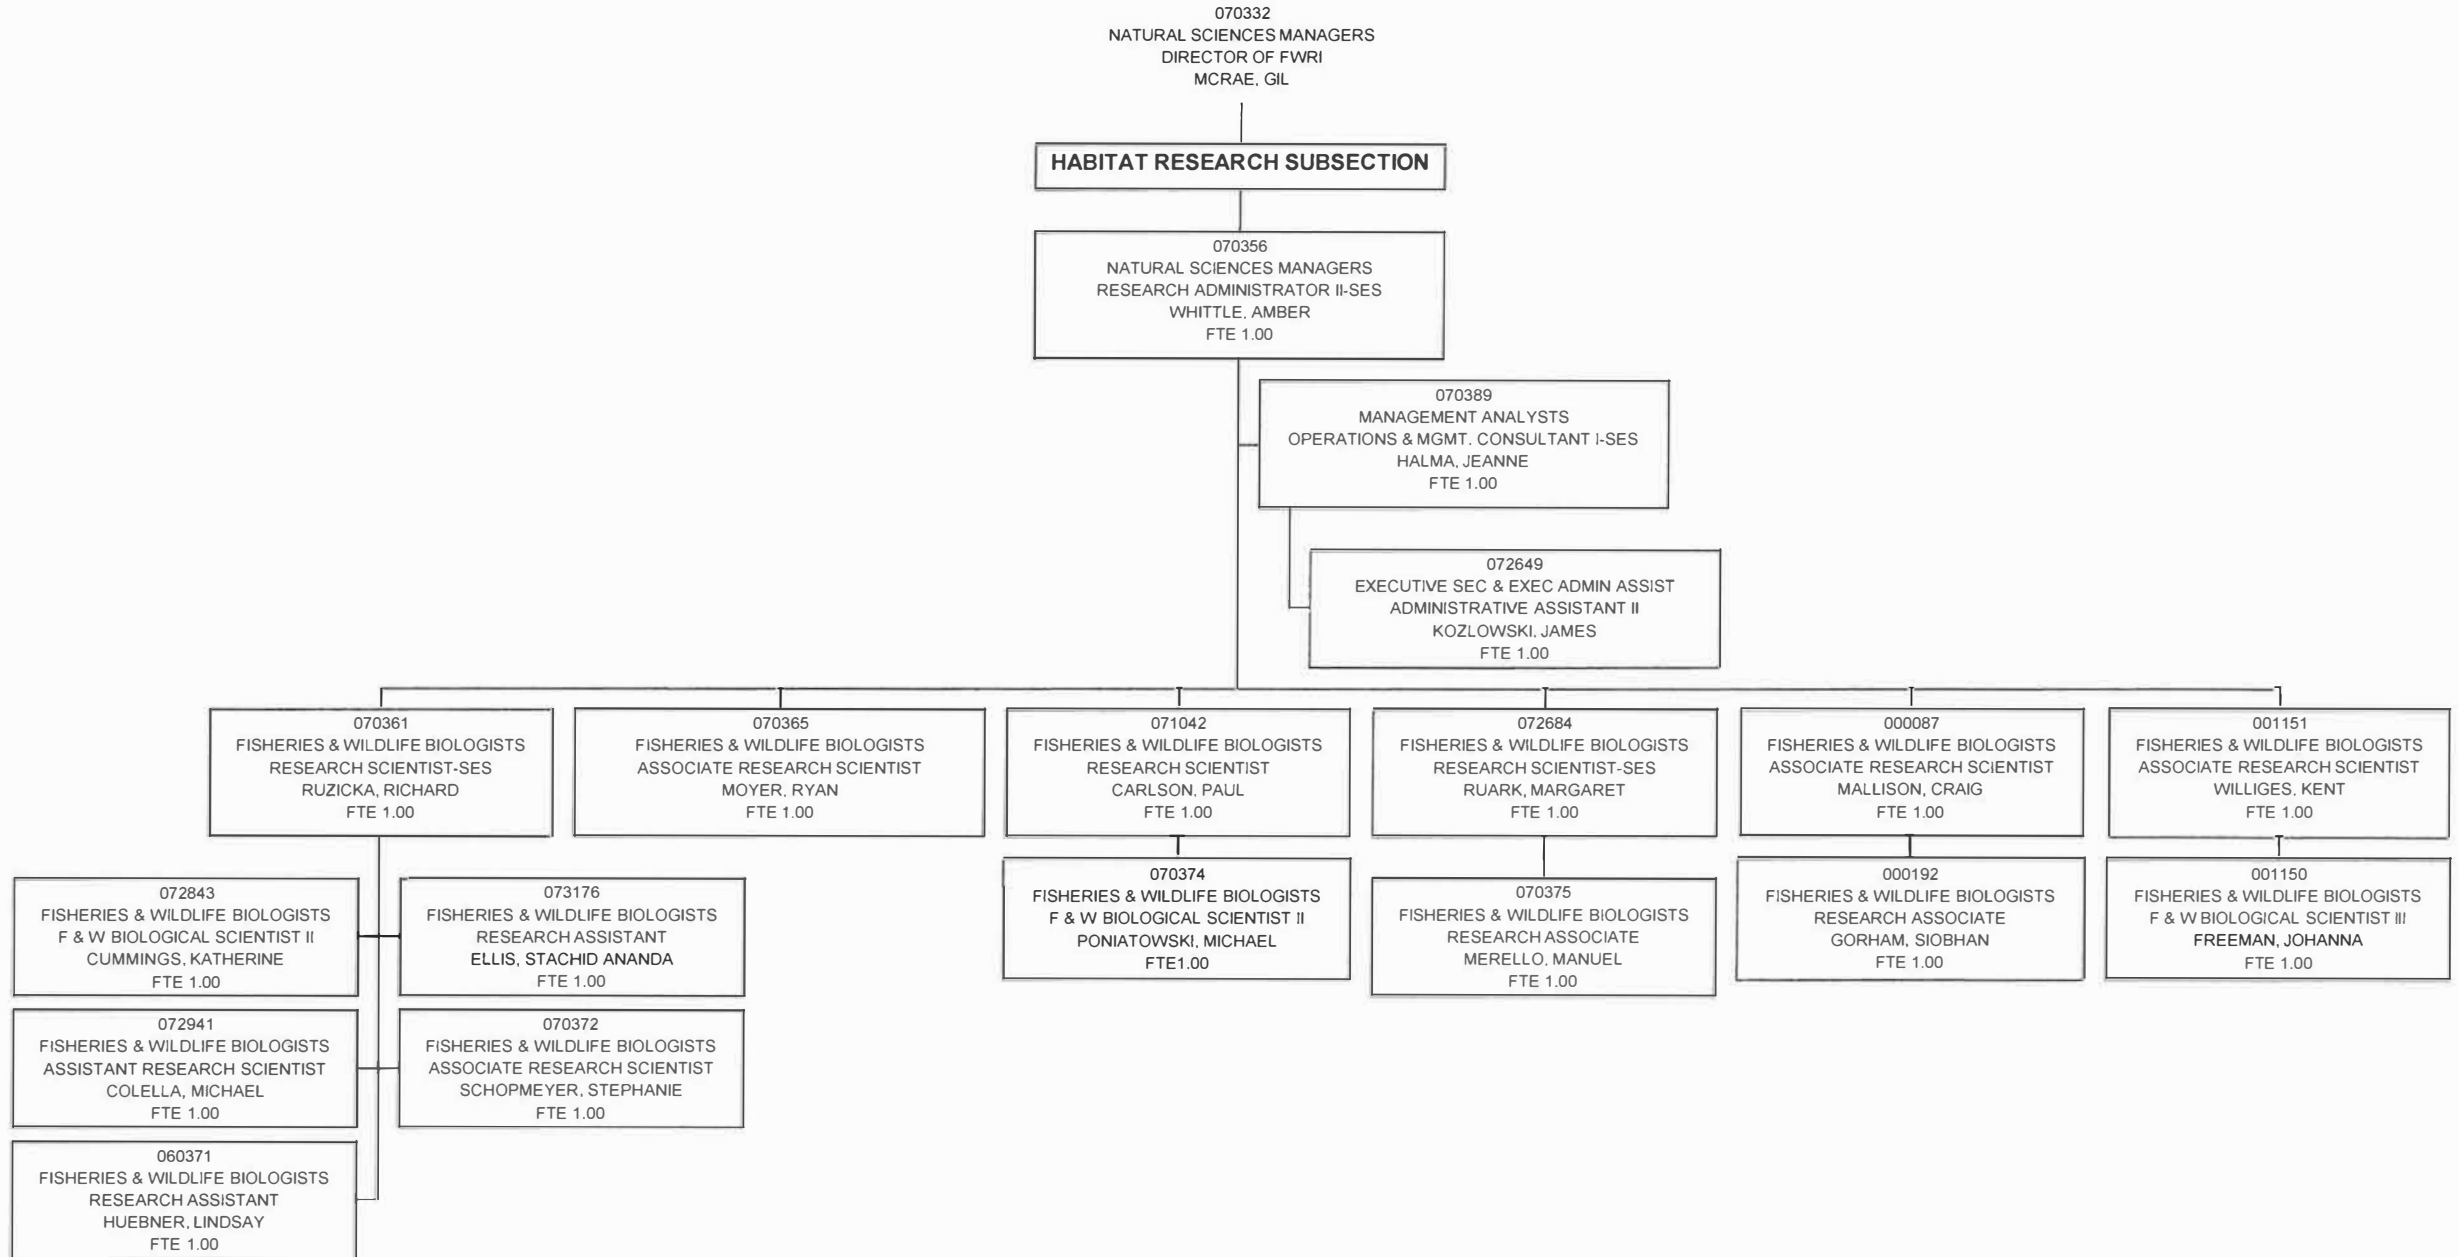 070332
NATURAL SCIENCES MANAGERS
DIRECTOR OF FWRI
MCRAE, GIL
HABITAT RESEARCH SUBSECTION
070356
NATURAL SCIENCES MANAGERS
RESEARCH ADMINISTRATOR II-SES
WHITTLE, AMBER
FTE 1.00
070389
MANAGEMENT ANALYSTS
OPERATIONS & MGMT. CONSULTANT I-SES
HALMA, JEANNE
FTE 1.00
072649
EXECUTIVE SEC & EXEC ADMIN ASSIST
ADMINISTRATIVE ASSISTANT II
KOZLOWSKI, JAMES
FTE 1.00
070361
FISHERIES & WILDLIFE BIOLOGISTS
RESEARCH SCIENTIST-SES
RUZICKA, RICHARD
FTE 1.00
070365
FISHERIES & WILDLIFE BIOLOGISTS
ASSOCIATE RESEARCH SCIENTIST
MOYER, RYAN
FTE 1.00
071042
FISHERIES & WILDLIFE BIOLOGISTS
RESEARCH SCIENTIST
CARLSON, PAUL
FTE 1.00
072684
FISHERIES & WILDLIFE BIOLOGISTS
RESEARCH SCIENTIST-SES
RUARK, MARGARET
FTE 1.00
000087
FISHERIES & WILDLIFE BIOLOGISTS
ASSOCIATE RESEARCH SCIENTIST
MALLISON, CRAIG
FTE 1.00
001151
FISHERIES & WILDLIFE BIOLOGISTS
ASSOCIATE RESEARCH SCIENTIST
WILLIGES, KENT
FTE 1.00
072843
FISHERIES & WILDLIFE BIOLOGISTS
F & W BIOLOGICAL SCIENTIST II
CUMMINGS, KATHERINE
FTE 1.00
073176
FISHERIES & WILDLIFE BIOLOGISTS
RESEARCH ASSISTANT
ELLIS, STACHID ANANDA
FTE 1.00
070374
FISHERIES & WILDLIFE BIOLOGISTS
F & W BIOLOGICAL SCIENTIST II
PONIATOWSKI, MICHAEL
FTE1.00
070375
FISHERIES & WILDLIFE BIOLOGISTS
RESEARCH ASSOCIATE
MERELLO, MANUEL
FTE 1.00
000192
FISHERIES & WILDLIFE BIOLOGISTS
RESEARCH ASSOCIATE
GORHAM, SIOBHAN
FTE 1.00
001150
FISHERIES & WILDLIFE BIOLOGISTS
F & W BIOLOGICAL SCIENTIST III
FREEMAN, JOHANNA
FTE 1.00
072941
FISHERIES & WILDLIFE BIOLOGISTS
ASSISTANT RESEARCH SCIENTIST
COLELLA, MICHAEL
FTE 1.00
070372
FISHERIES & WILDLIFE BIOLOGISTS
ASSOCIATE RESEARCH SCIENTIST
SCHOPMEYER, STEPHANIE
FTE 1.00
060371
FISHERIES & WILDLIFE BIOLOGISTS
RESEARCH ASSISTANT
HUEBNER, LINDSAY
FTE 1.00